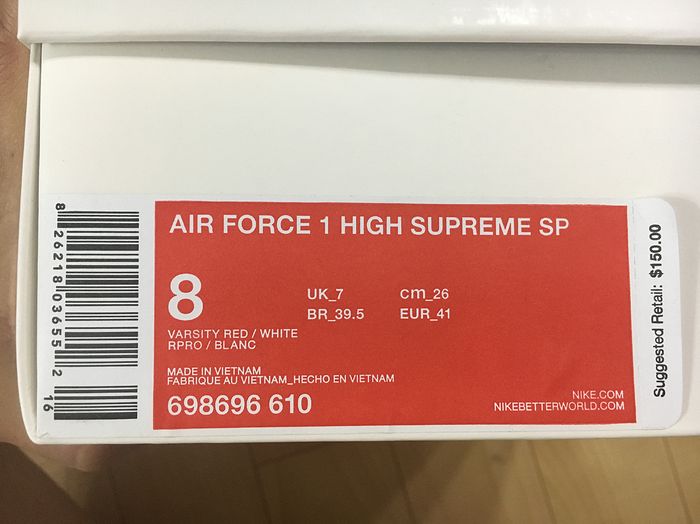 8 26218 03655 2
16
AIR FORCE 1 HIGH SUPREME SP
8
UK_7
cm_26
BR_39.5
EUR_41
VARSITY RED / WHITE
RPRO / BLANC
MADE IN VIETNAM
FABRIQUE AU VIETNAM_HECHO EN VIETNAM
698696 610
NIKE.COM
NIKEBETTERWORLD.COM
Suggested Retail: $150.00